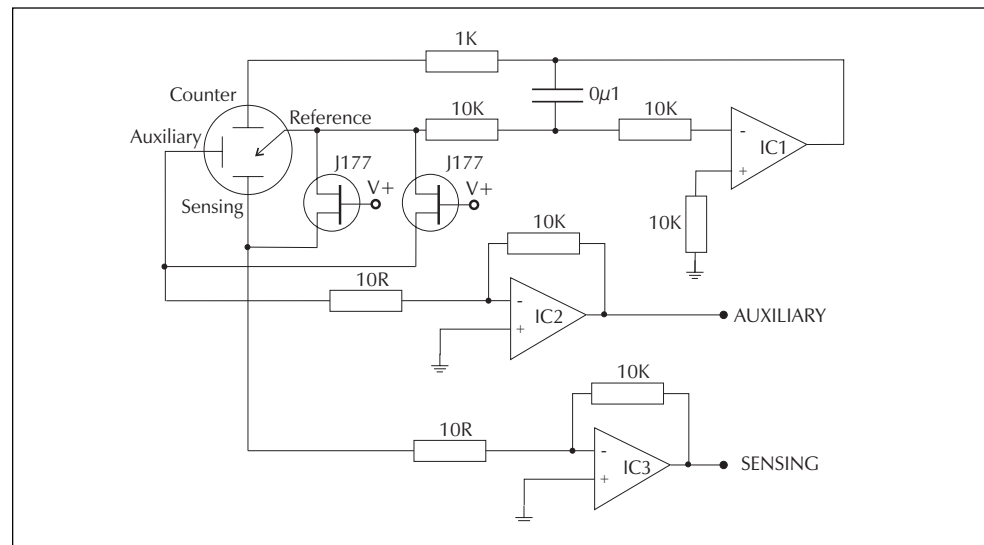 1K
Counter
0µ1
Reference
10K
10K
Auxiliary
-
IC1
+
J177
J177
V+
V+
Sensing
10K
10K
10R
-
IC2
+
AUXILIARY
10K
10R
-
IC3
+
SENSING